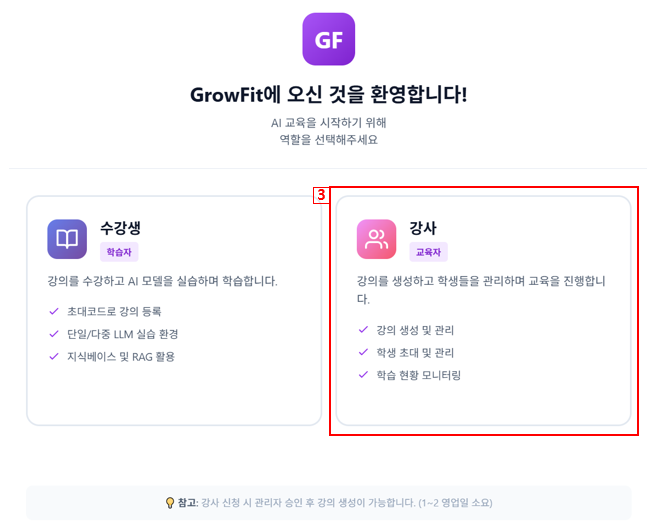 GF
GrowFit에 오신 것을 환영합니다!
AI 교육을 시작하기 위해
역할을 선택해주세요
수강생
학습자
강의를 수강하고 AI 모델을 실습하며 학습합니다.
초대코드로 강의 등록
단일/다중 LLM 실습 환경
지식베이스 및 RAG 활용
3
강사
교육자
강의를 생성하고 학생들을 관리하며 교육을 진행합니
다.
강의 생성 및 관리
학생 초대 및 관리
학습 현황 모니터링
참고: 강사 신청 시 관리자 승인 후 강의 생성이 가능합니다. (1~2 영업일 소요)